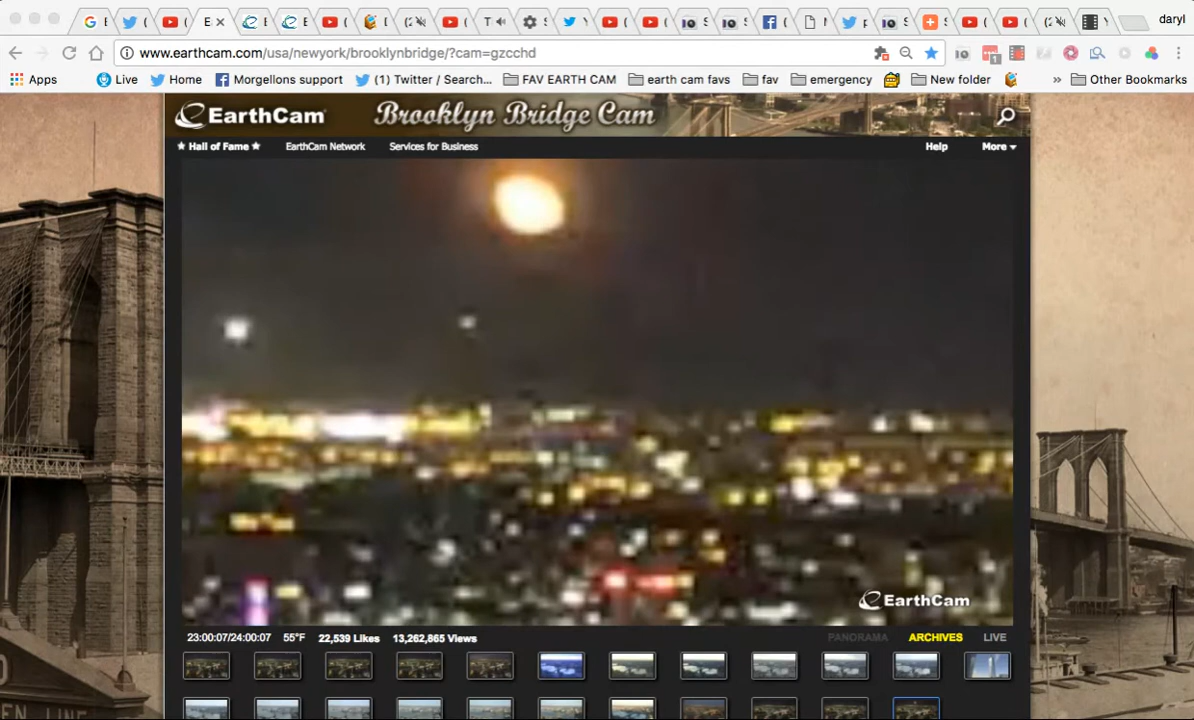 daryl
www.earthcam.com/usa/newyork/brooklynbridge/?cam=gzcchd
Apps Live Home Morgellons support (1) Twitter / Search... FAV EARTH CAM earth cam favs fav emergency New folder » Other Bookmarks
EarthCam Brooklyn Bridge Cam
Hall of Fame EarthCam Network Services for Business Help More
EarthCam
23:00:07/24:00:07 55°F 22,539 Likes 13,262,865 Views PANORAMA ARCHIVES LIVE
EN LINE